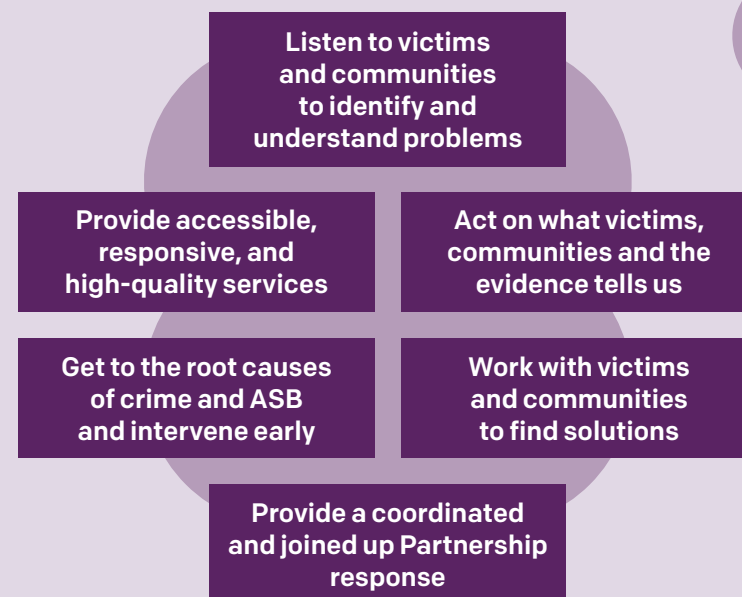 Listen to victims
and communities
to identify and
understand problems
Provide accessible,
responsive, and
high-quality services
Act on what victims,
communities and the
evidence tells us
Get to the root causes
of crime and ASB
and intervene early
Work with victims
and communities
to find solutions
Provide a coordinated
and joined up Partnership
response